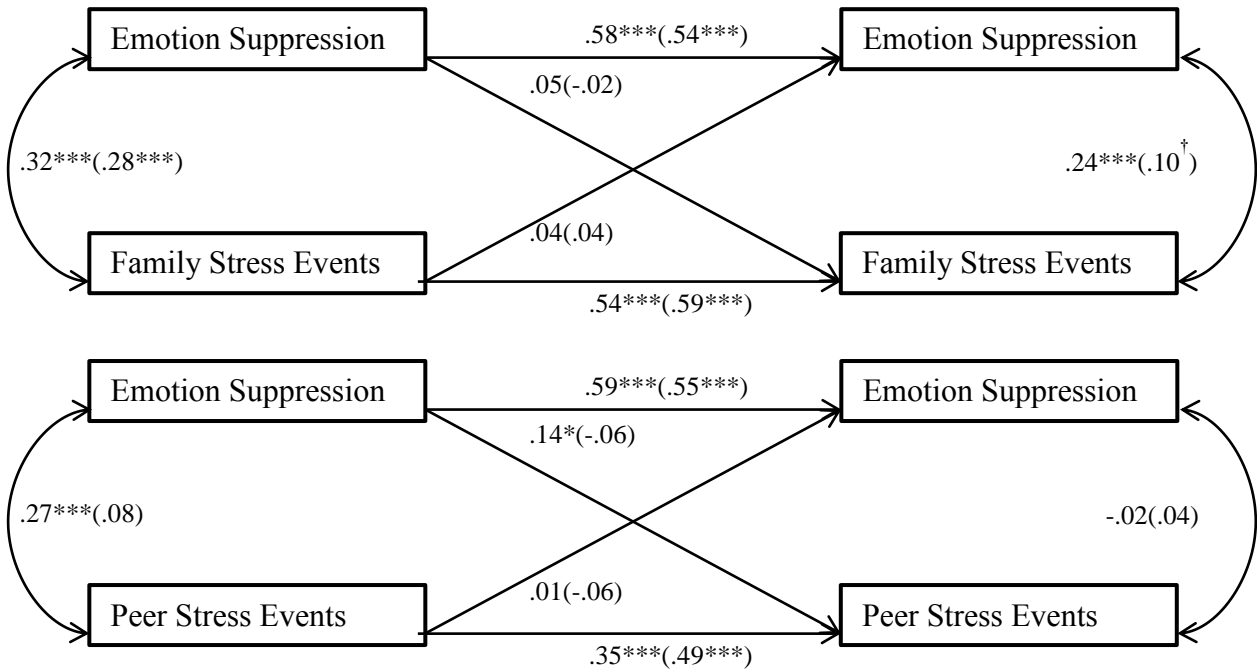 Emotion Suppression
.58***(.54***)
Emotion Suppression
.05(-.02)
.32***(.28***)
.24***(.10†)
.04(.04)
Family Stress Events
Family Stress Events
.54***(.59***)
Emotion Suppression
.59***(.55***)
Emotion Suppression
.14*(-.06)
.27***(.08)
-.02(.04)
.01(-.06)
Peer Stress Events
Peer Stress Events
.35***(.49***)